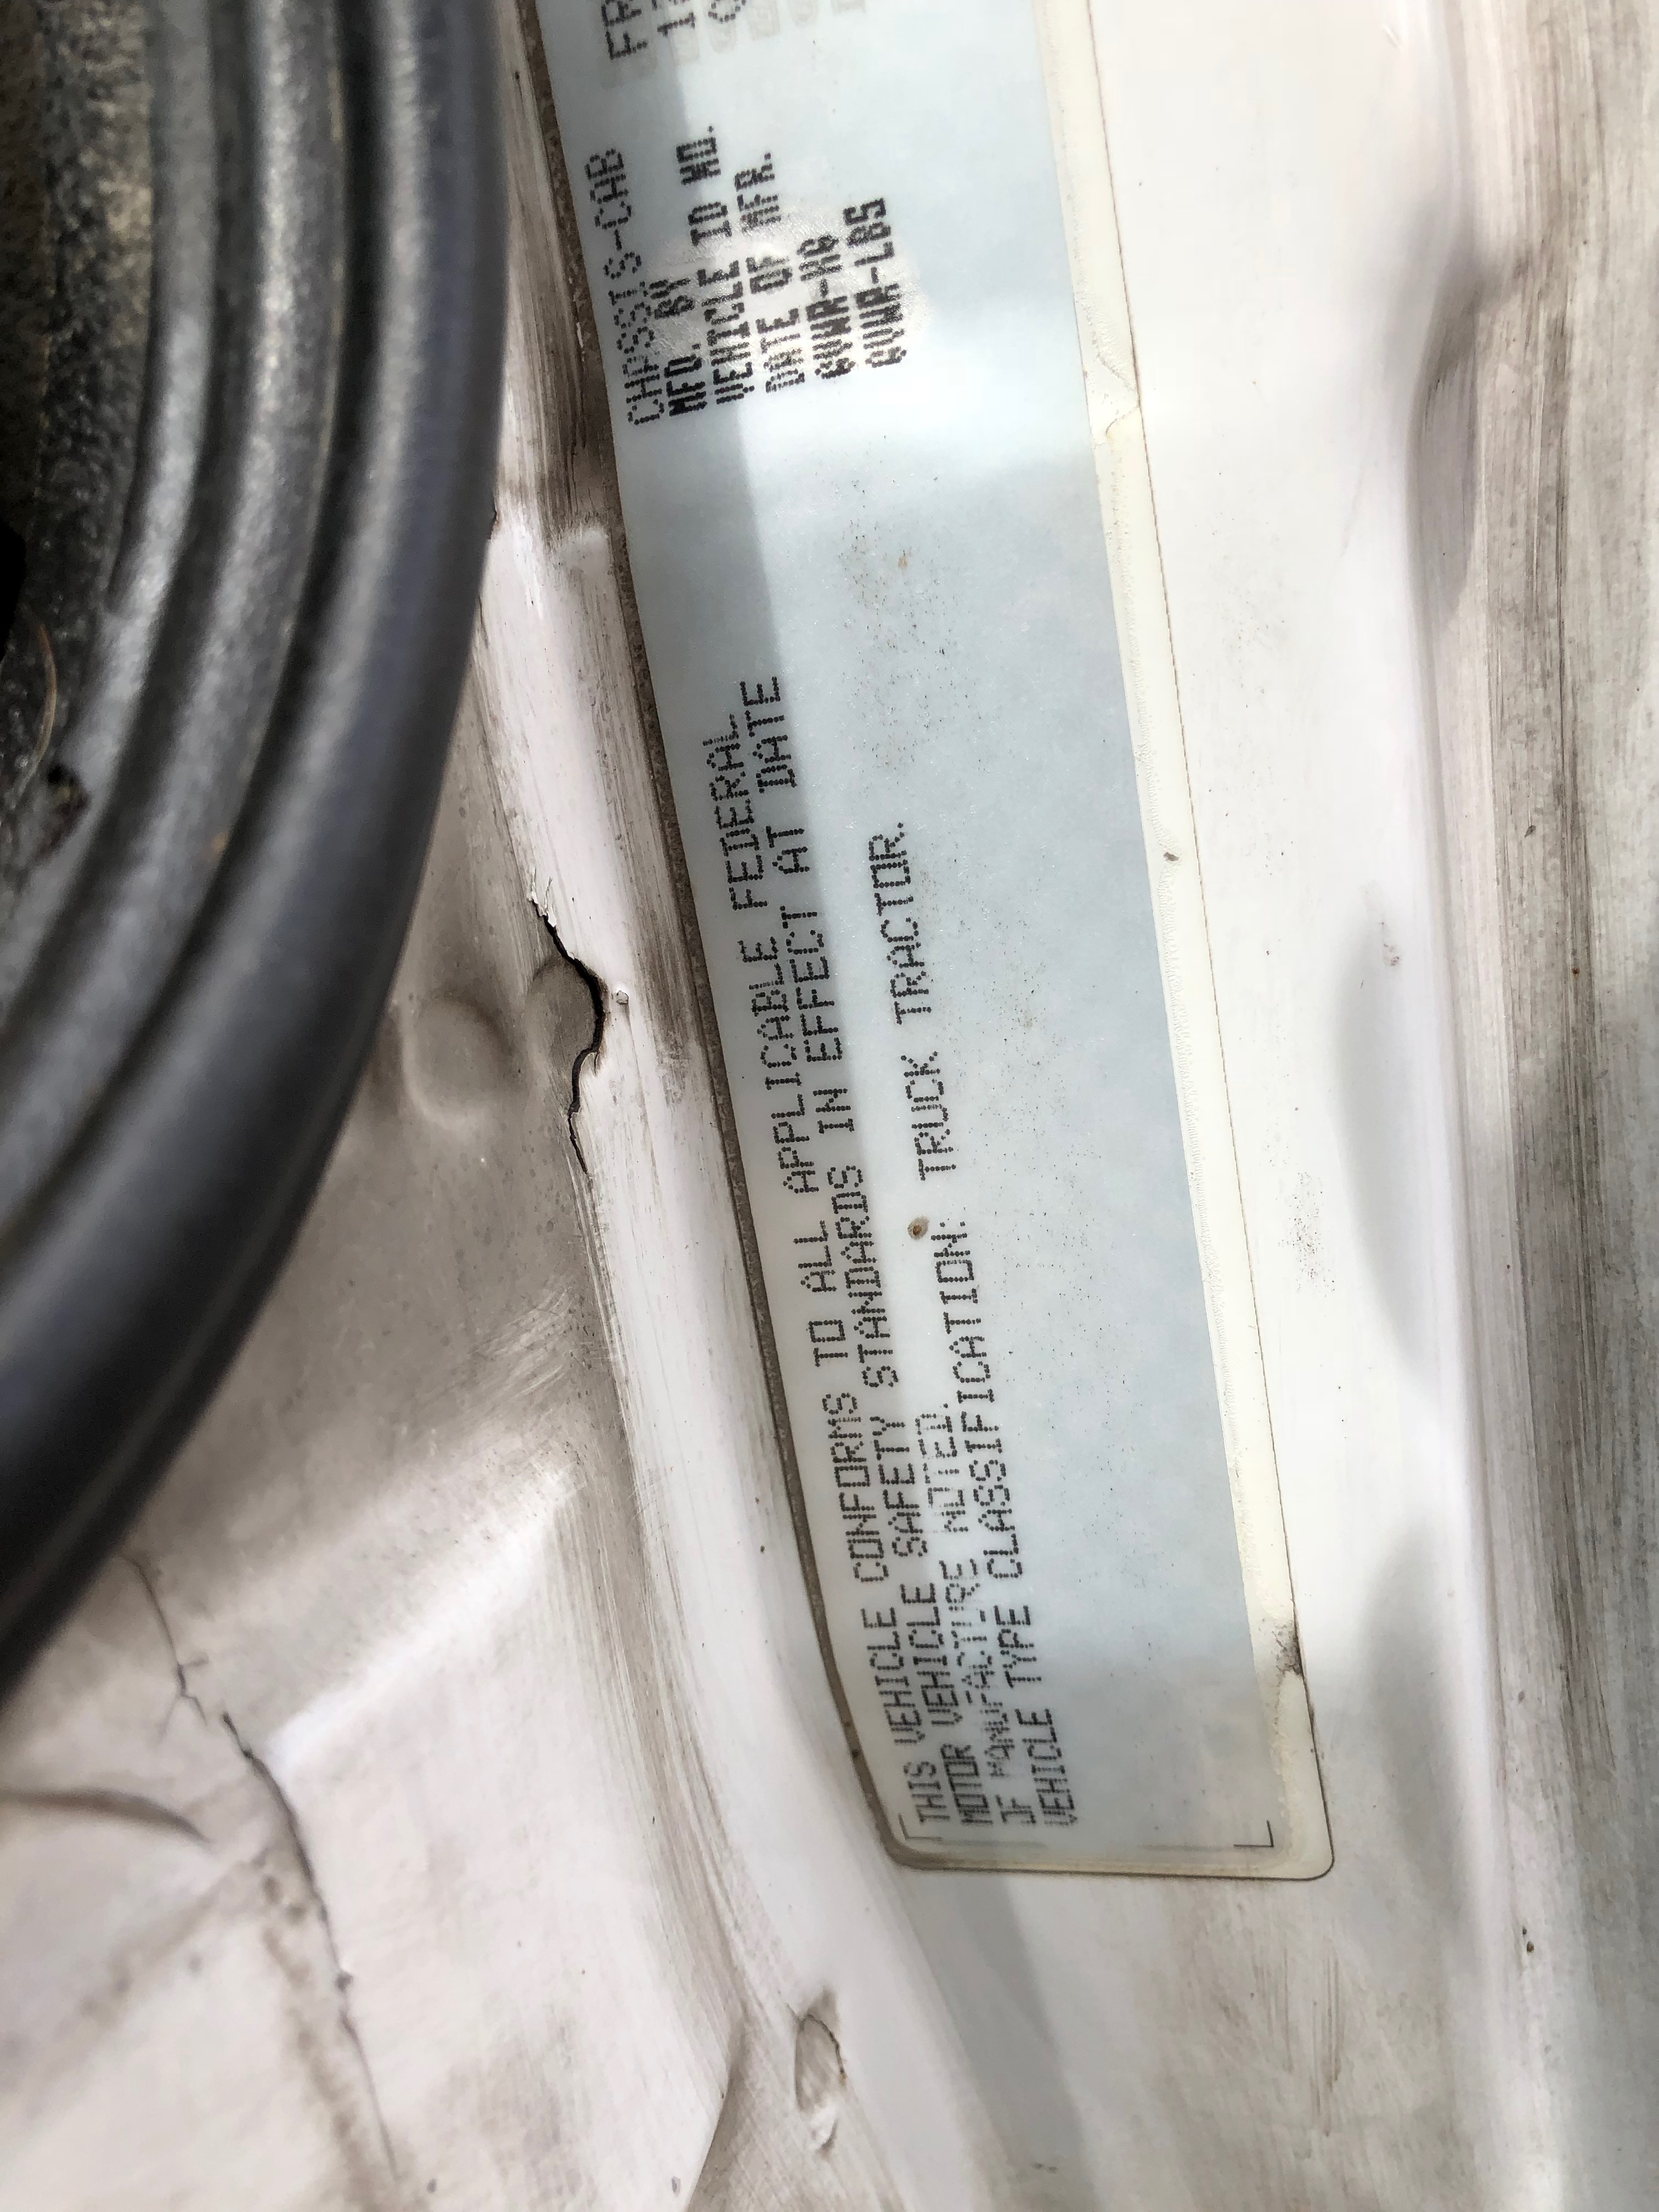 THIS VEHICLE CONFORMS TO ALL APPLICABLE FEDERAL
MOTOR VEHICLE SAFETY STANDARDS IN EFFECT AT DATE
OF MANUFACTURE NOTED.
VEHICLE TYPE CLASSIFICATION: TRUCK TRACTOR.
CHASSIS-CAB
MFD. BY
VEHICLE ID NO.
DATE OF MFR.
GVWR-KG
GVWR-LBS